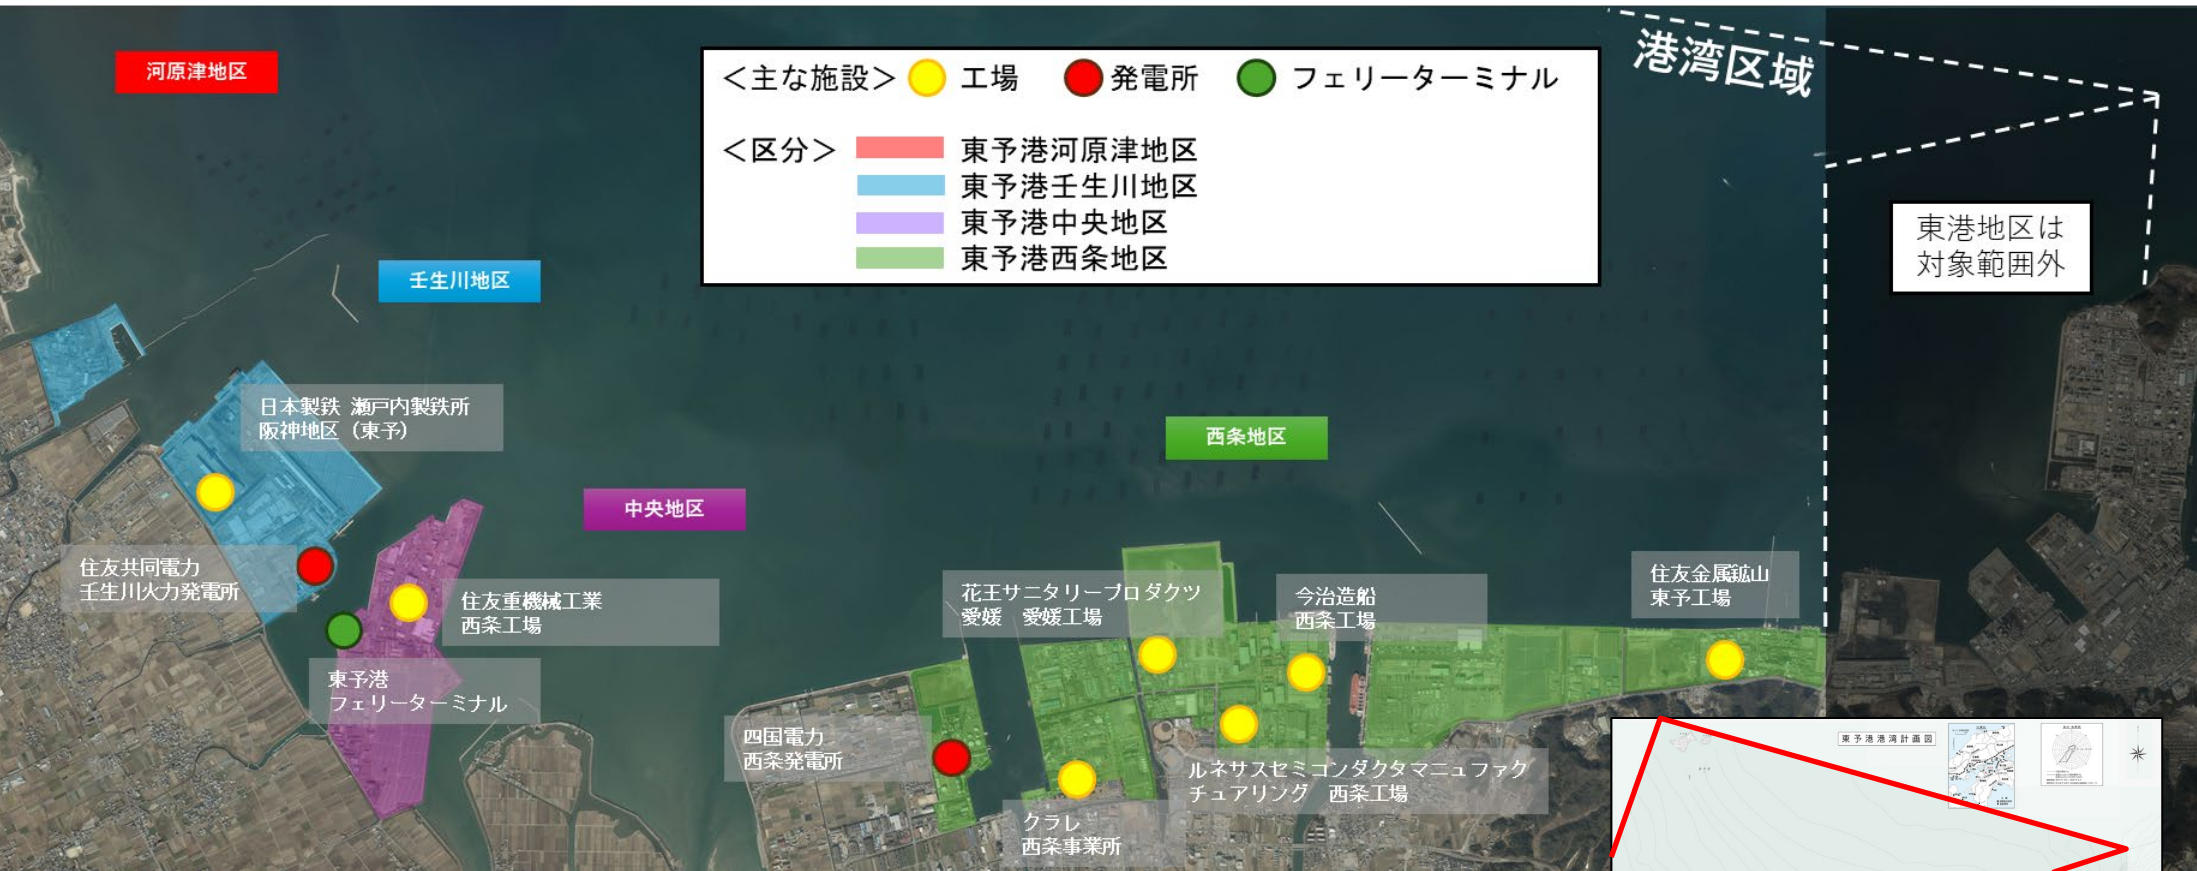 河原津地区
＜主な施設＞ 工場 発電所 フェリーターミナル
＜区分＞ 東予港河原津地区
東予港壬生川地区
東予港中央地区
東予港西条地区
港湾区域
東港地区は
対象範囲外
壬生川地区
日本製鉄 瀬戸内製鉄所
阪神地区（東予）
西条地区
中央地区
住友共同電力
壬生川火力発電所
住友重機械工業
西条工場
東予港
フェリーターミナル
花王サニタリープロダクツ
愛媛　愛媛工場
今治造船
西条工場
住友金属鉱山
東予工場
四国電力
西条発電所
ルネサスセミコンダクタマニュファク
チュアリング　西条工場
クラレ
西条事業所
東予港港湾計画図